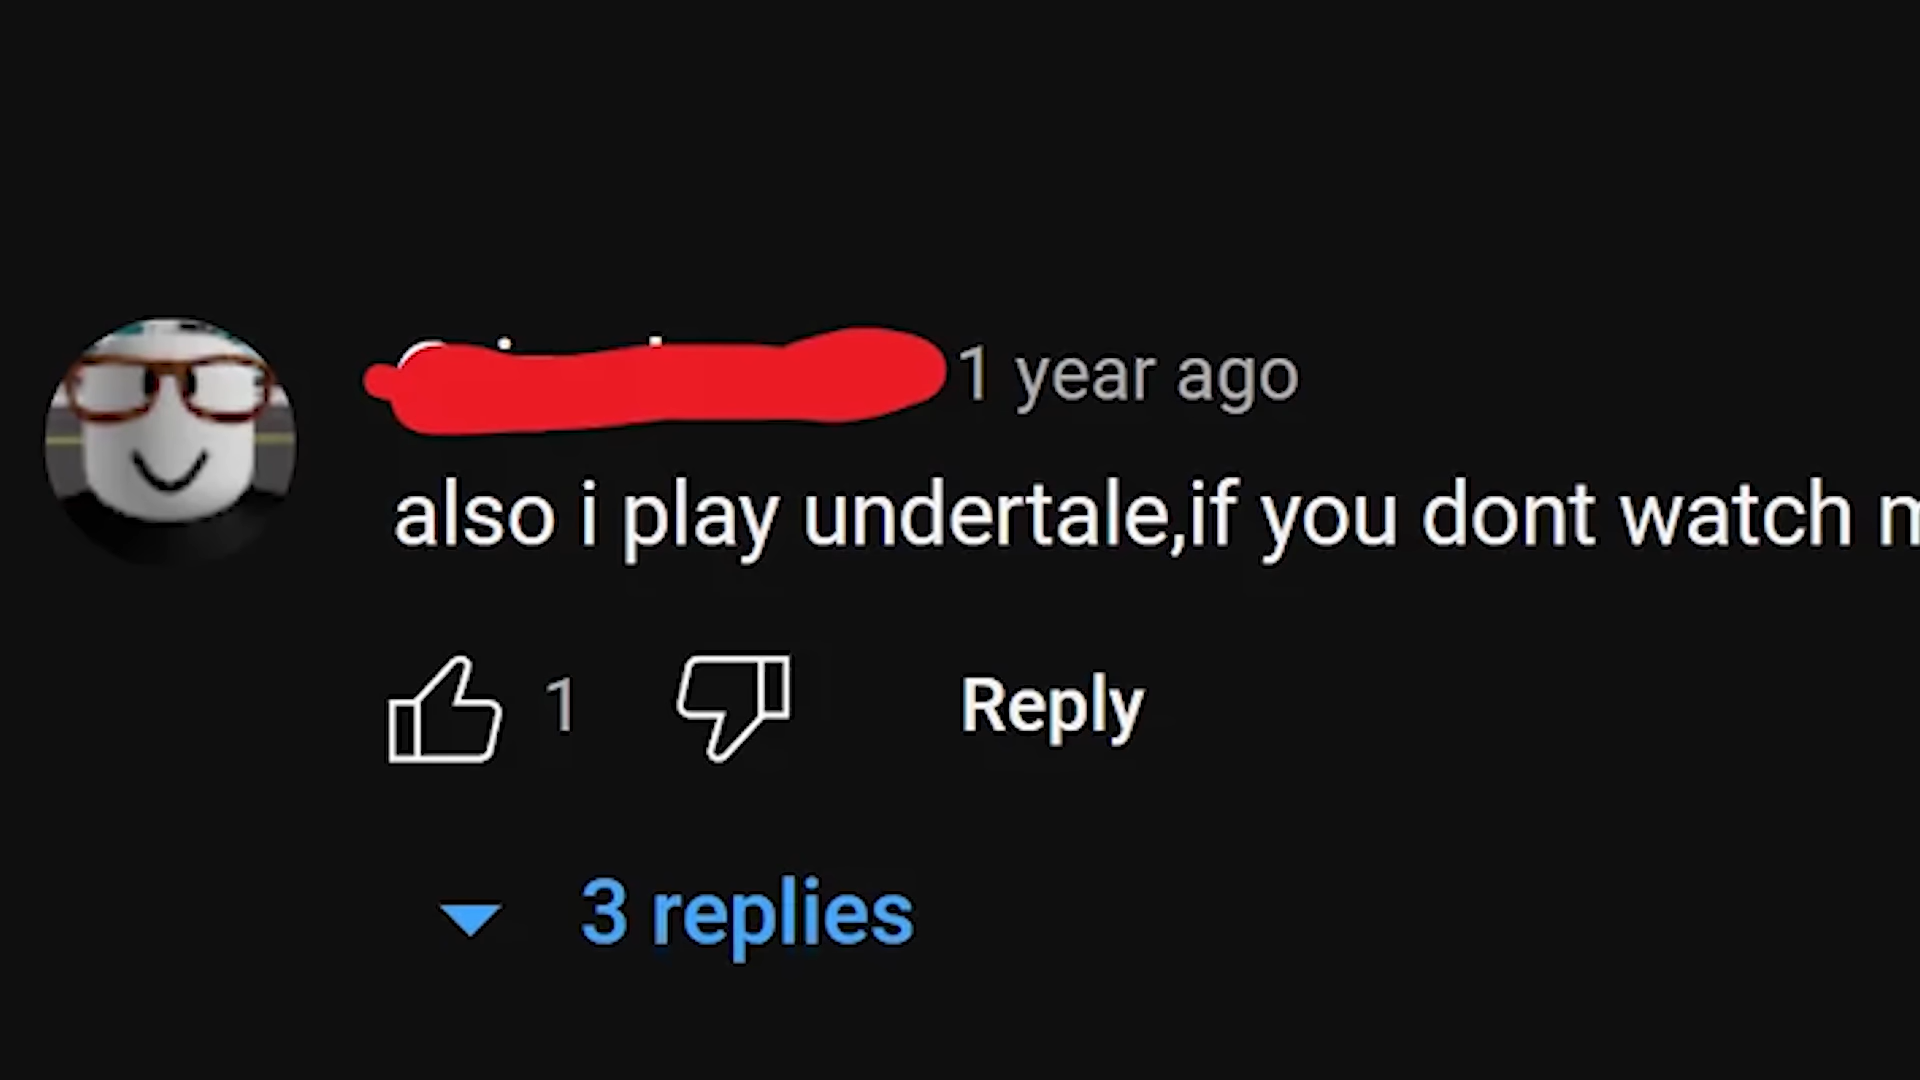 1 year ago
also i play undertale,if you dont watch
1
Reply
3 replies